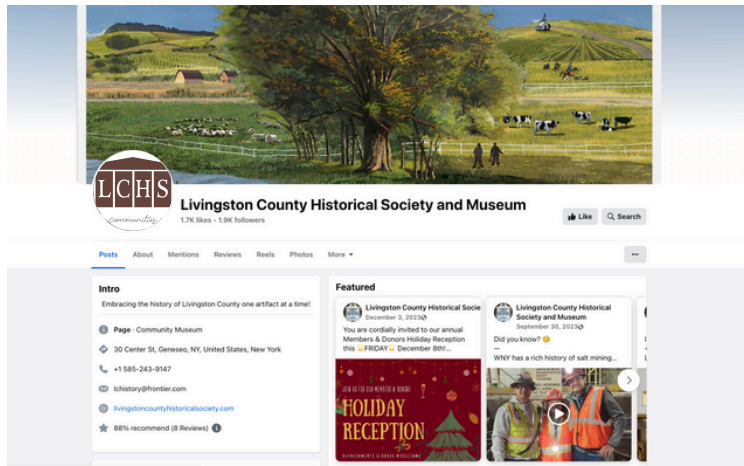 LCHS
communities
Livingston County Historical Society and Museum
1.7K likes • 1.9K followers
Like
Search
Posts
About
Mentions
Reviews
Reels
Photos
More
Intro
Embracing the history of Livingston County one artifact at a time!
Page · Community Museum
30 Center St, Geneseo, NY, United States, New York
+1 585-243-9147
lchistory@frontier.com
livingstoncountyhistoricalsociety.com
88% recommend (8 Reviews)
Featured
Livingston County Historical Socie
December 3, 2023
You are cordially invited to our annual
Members & Donors Holiday Reception
this FRIDAY December 8th!...
JOIN US FOR OUR MEMBERS & DONORS
HOLIDAY
RECEPTION
REFRESHMENTS
Livingston County Historical
Society and Museum
September 30, 2023
Did you know?
—
WNY has a rich history of salt mining...